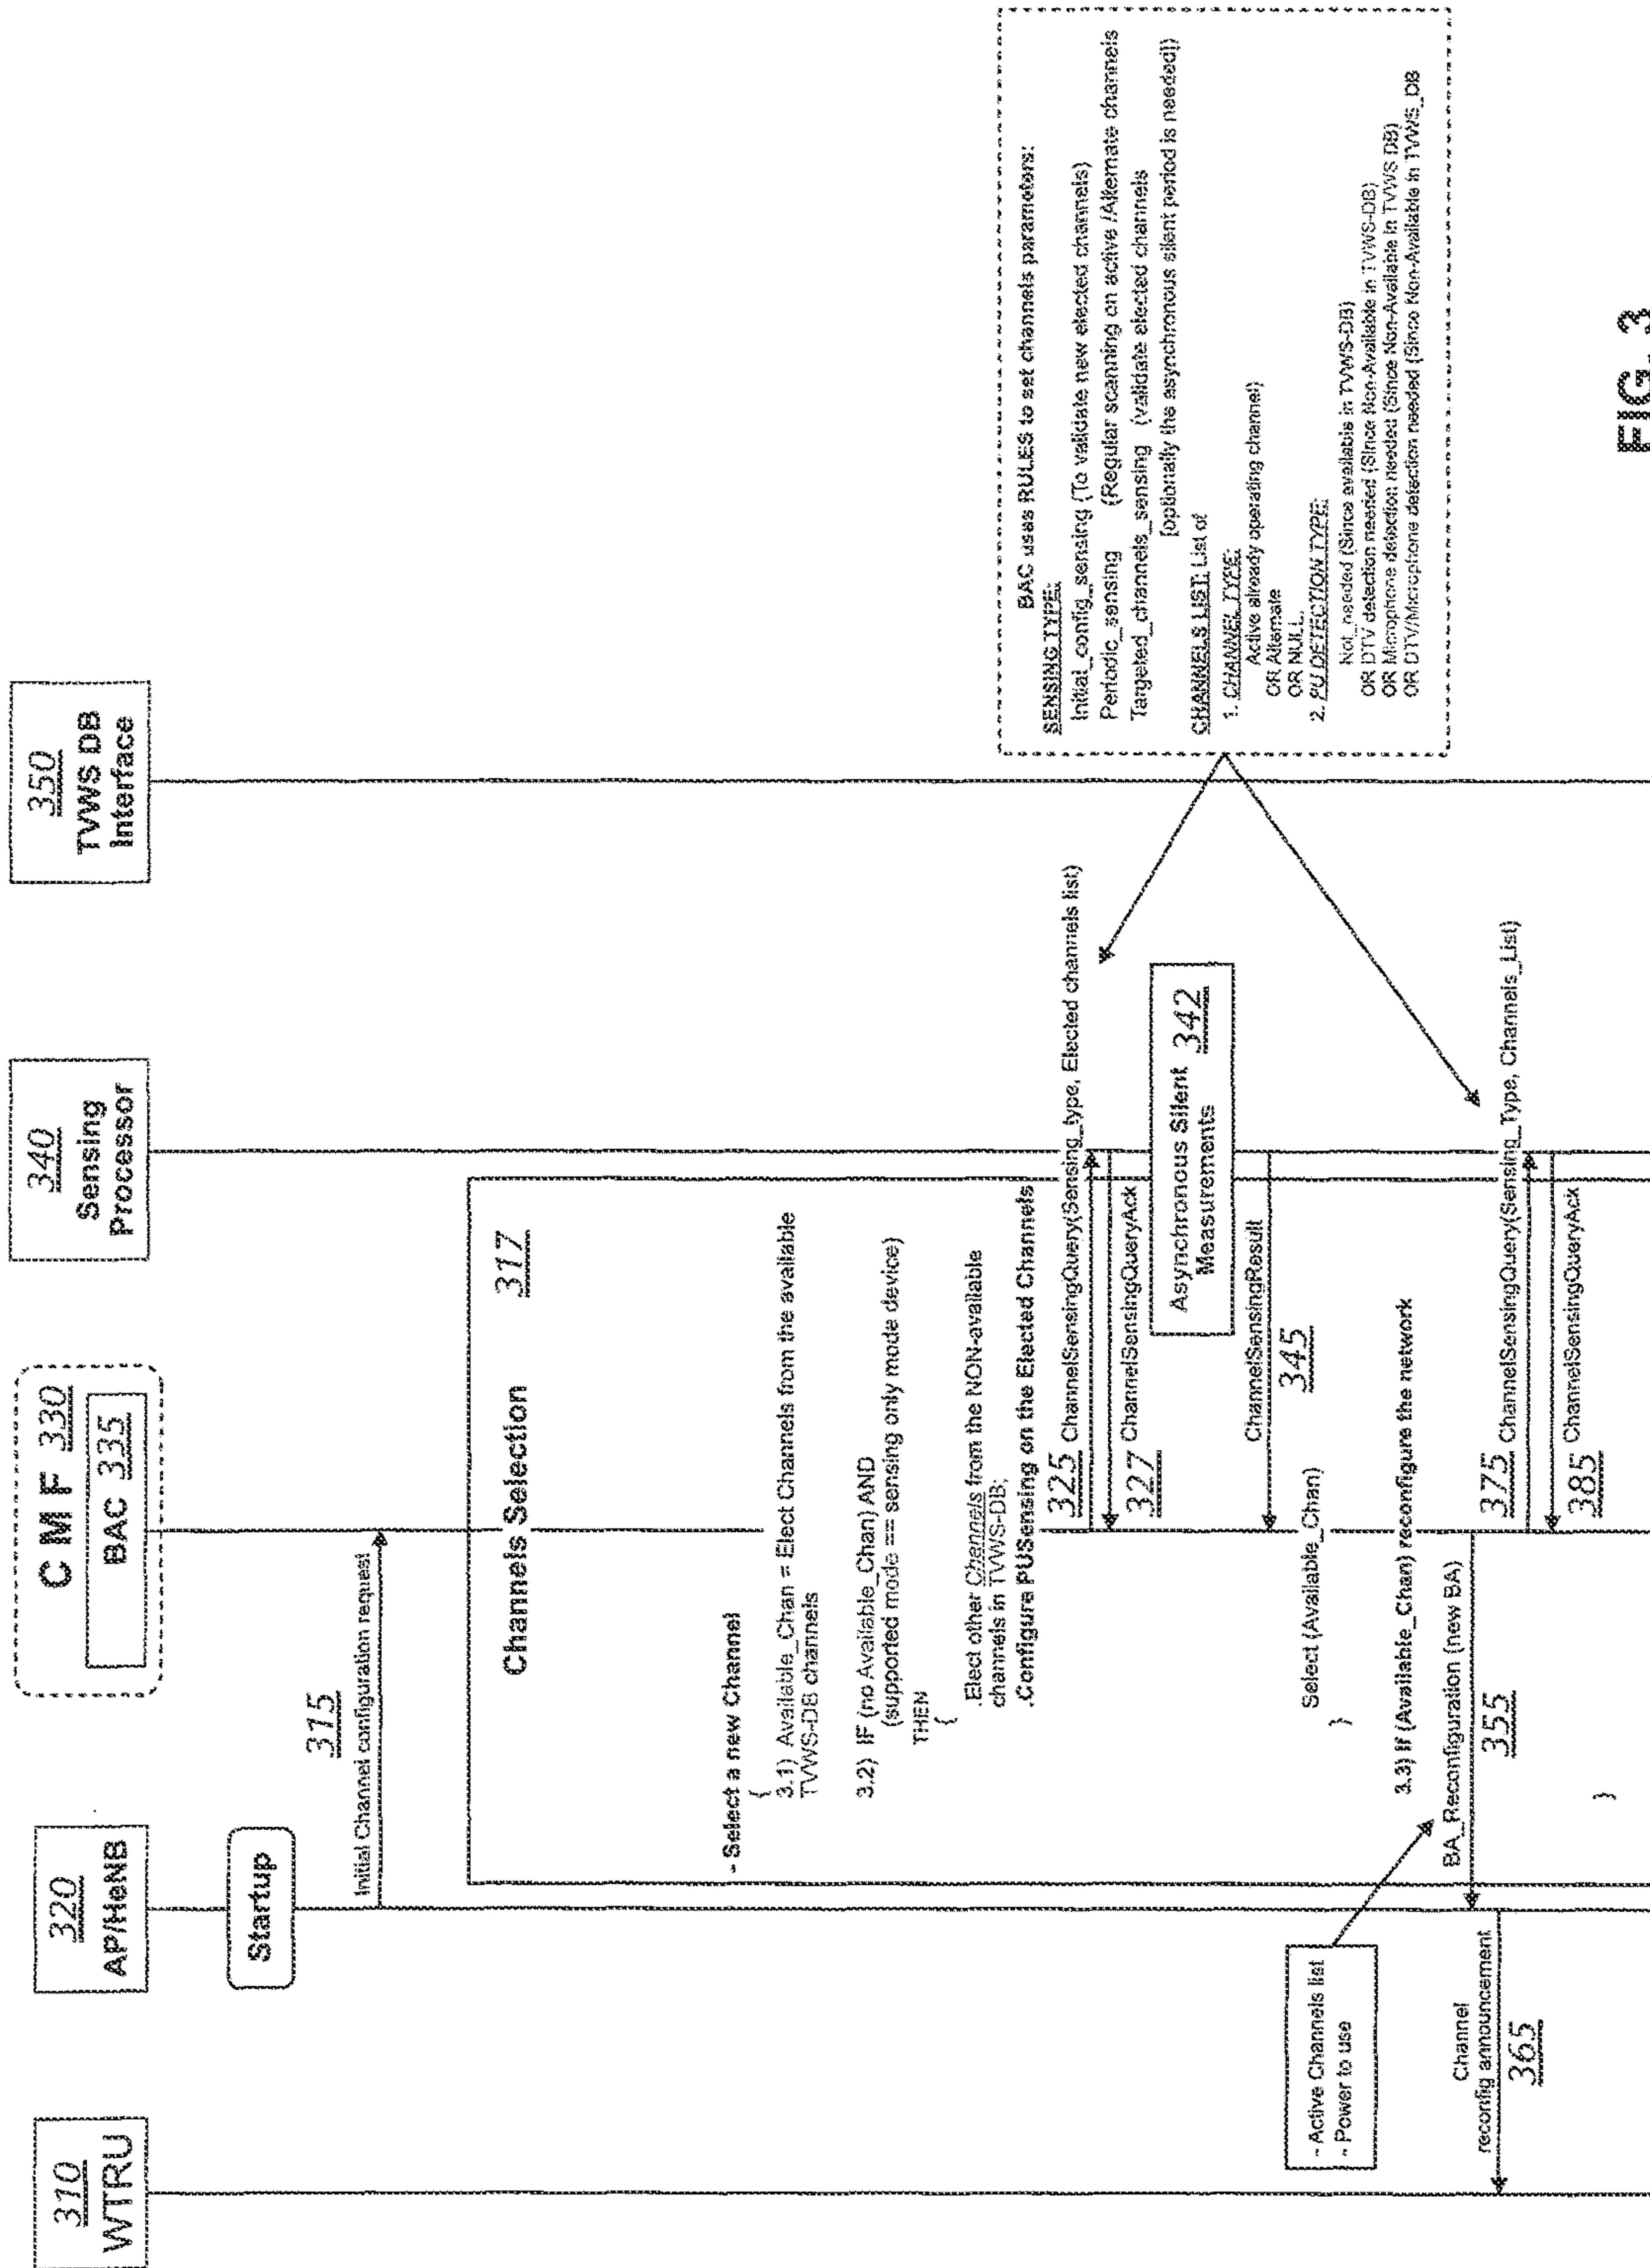 310
WTRU
320
AP/HeNB
C M F 330
BAC 335
340
Sensing
Processor
350
TVWS DB
Interface
Startup
315
Initial Channel configuration request
Channels Selection 317
- Select a new Channel
{
3.1) Available_Chan = Elect Channels from the available
TVWS-DB channels
3.2) IF (no Available_Chan) AND
(supported mode == sensing only mode device)
THEN
{
.Elect other Channels from the NON-available
channels in TVWS-DB;
.Configure PUSensing on the Elected Channels
325 ChannelSensingQuery(Sensing_type, Elected channels list)
327 ChannelSensingQueryAck
Asynchronous Silent 342
Measurements
ChannelSensingResult
345
Select (Available_Chan)
}
3.3) If (Available_Chan) reconfigure the network
- Active Channels list
- Power to use
BA_Reconfiguration (new BA)
355
Channel
reconfig announcement
365
375 ChannelSensingQuery(Sensing_Type, Channels_List)
385 ChannelSensingQueryAck
}
BAC uses RULES to set channels parameters:
SENSING TYPE:
Initial_config_sensing (To validate new elected channels)
Periodic_sensing (Regular scanning on active /Alternate channels
Targeted_channels_sensing (validate elected channels
[optionally the asynchronous silent period is needed])
CHANNELS LIST: List of
1. CHANNEL TYPE:
Active already operating channel)
OR Alternate
OR NULL.
2. PU DETECTION TYPE:
Not_needed (Since available in TVWS-DB)
OR DTV detection needed (Since Non-Available in TVWS-DB)
OR Microphone detection needed (Since Non-Available in TVWS DB)
OR DTV/Microphone detection needed (Since Non-Available in TVWS_DB
FIG. 3